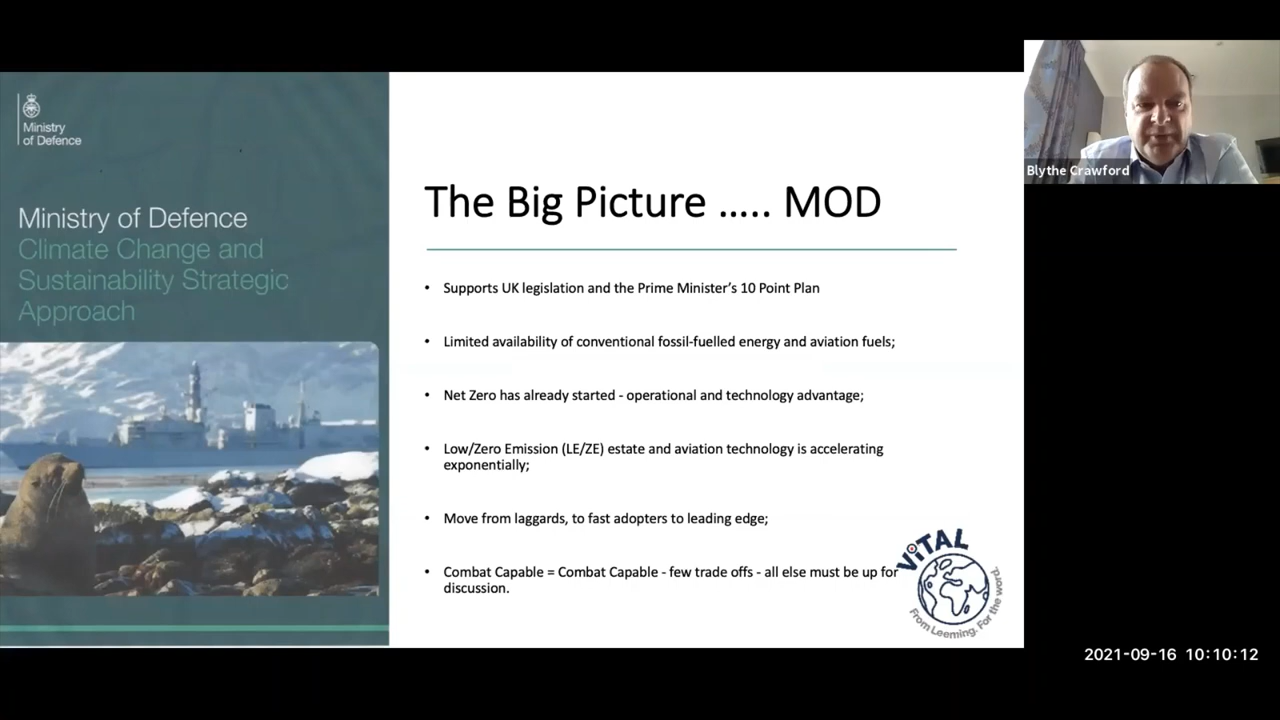 Ministry
of Defence
Ministry of Defence
Climate Change and
Sustainability Strategic
Approach
The Big Picture ..... MOD
• Supports UK legislation and the Prime Minister's 10 Point Plan
• Limited availability of conventional fossil-fuelled energy and aviation fuels;
• Net Zero has already started - operational and technology advantage;
• Low/Zero Emission (LE/ZE) estate and aviation technology is accelerating
exponentially;
• Move from laggards, to fast adopters to leading edge;
• Combat Capable = Combat Capable - few trade offs - all else must be up for
discussion.
ViTAL
From Leeming. For the world.
Blythe Crawford
2021-09-16 10:10:12